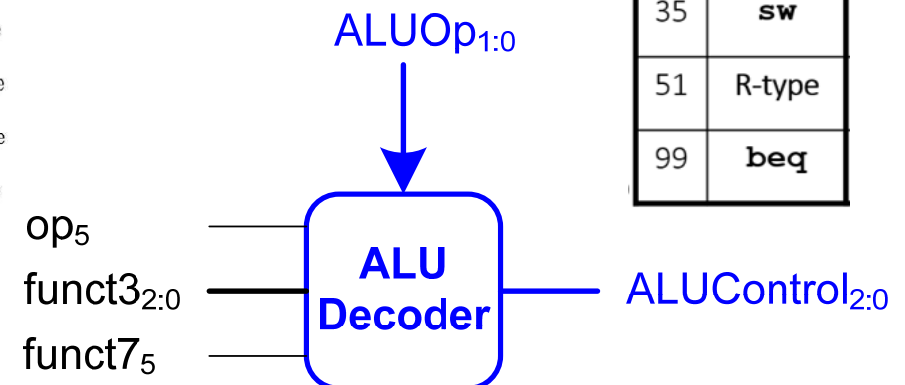 ALUOp1:0
35 sw
51 R-type
99 beq
op5
funct32:0
funct75
ALU
Decoder
ALUControl2:0